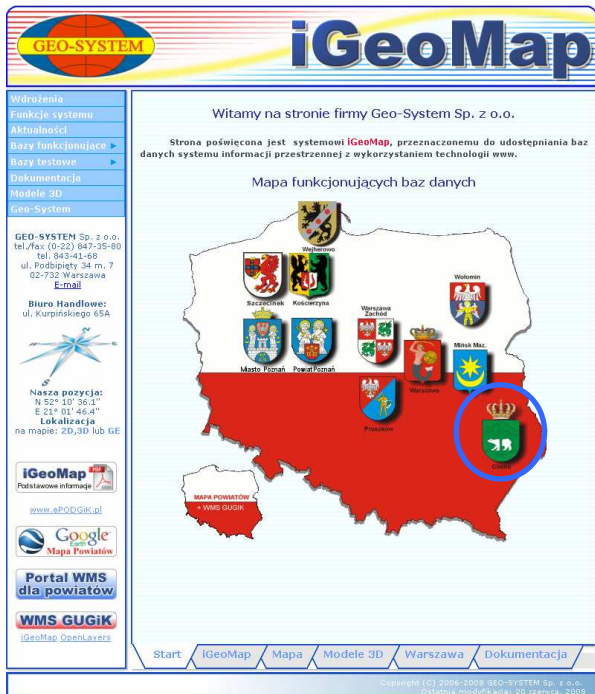 GEO-SYSTEM
iGeoMap
Wdrożenia
Funkcje systemu
Aktualności
Bazy funkcjonujące
Bazy testowe
Dokumentacja
Modele 3D
Geo-System
GEO-SYSTEM Sp. z o.o.
tel./fax (0-22) 847-35-80
tel. 843-41-68
ul. Podbipięty 34 m. 7
02-732 Warszawa
E-mail
Biuro Handlowe:
ul. Kurpińskiego 65A
Nasza pozycja:
N 52° 10' 36.1"
E 21° 01' 46.4"
Lokalizacja
na mapie: 2D,3D lub GE
iGeoMap PDF
Podstawowe informacje
www.ePODGiK.pl
Google
Earth
Mapa Powiatów
Portal WMS
dla powiatów
WMS GUGiK
iGeoMap OpenLayers
Witamy na stronie firmy Geo-System Sp. z o.o.
Strona poświęcona jest systemowi iGeoMap, przeznaczonemu do udostępniania baz
danych systemu informacji przestrzennej z wykorzystaniem technologii www.
Mapa funkcjonujących baz danych
Wejherowo
Szczecinek
Kościerzyna
Wołomin
Warszawa
Zachód
Miasto Poznań
Powiat Poznań
Warszawa
Mińsk Maz.
Pruszków
Chełm
MAPA POWIATÓW
+ WMS GUGIK
Start
iGeoMap
Mapa
Modele 3D
Warszawa
Dokumentacja
Copyright (C) 2006-2008 GEO-SYSTEM Sp. z o.o.
Ostatnia modyfikacja: 20 czerwca, 2008